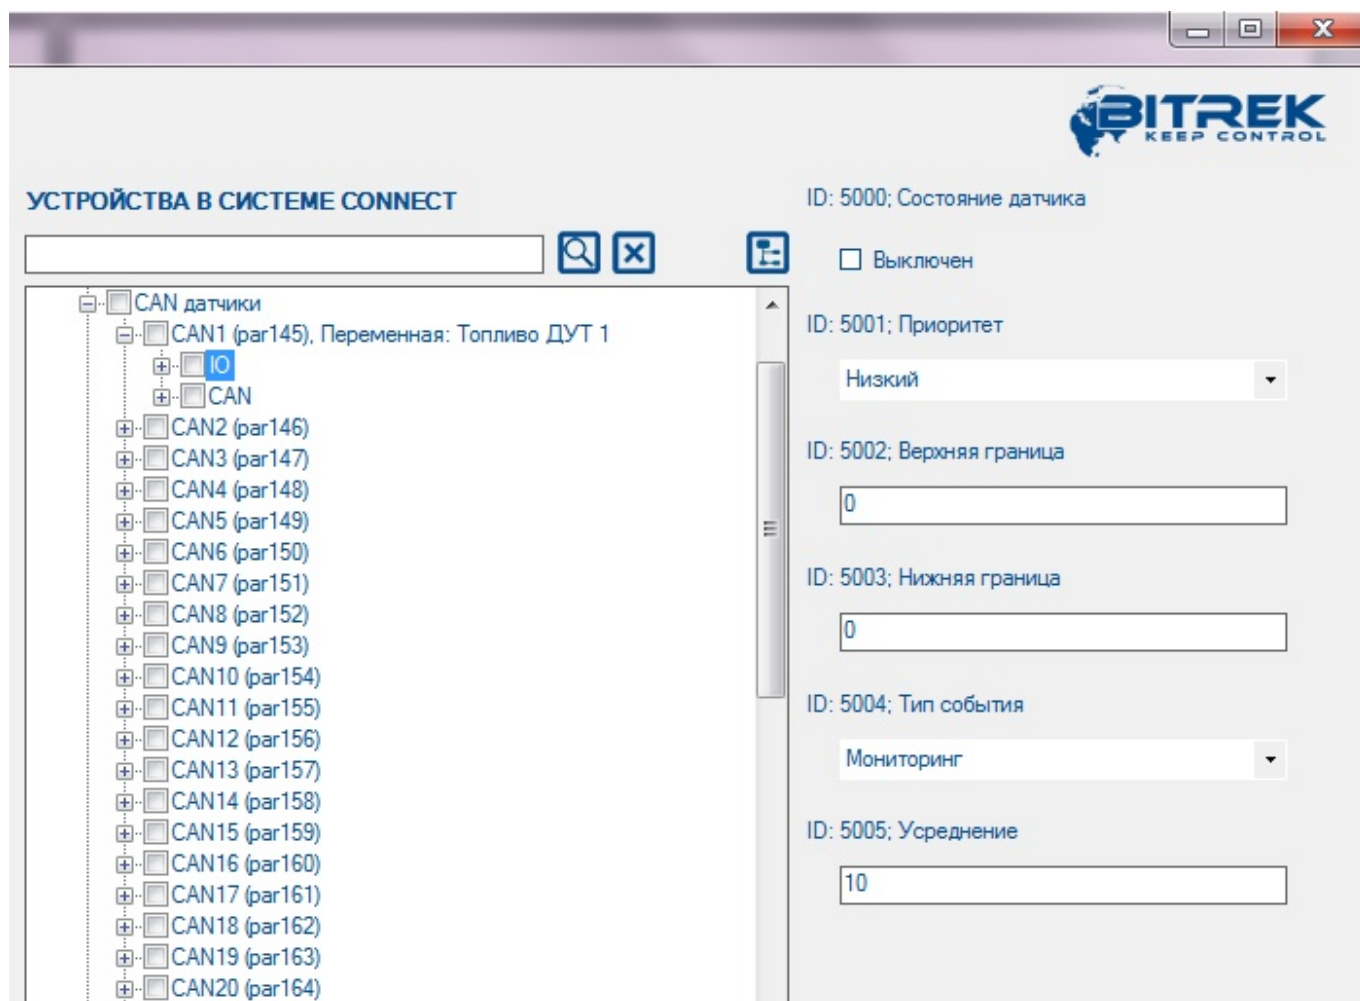 BITREK
KEEP CONTROL
УСТРОЙСТВА В СИСТЕМЕ CONNECT
CAN датчики
CAN1 (par145), Переменная: Топливо ДУТ 1
IO
CAN
CAN2 (par146)
CAN3 (par147)
CAN4 (par148)
CAN5 (par149)
CAN6 (par150)
CAN7 (par151)
CAN8 (par152)
CAN9 (par153)
CAN10 (par154)
CAN11 (par155)
CAN12 (par156)
CAN13 (par157)
CAN14 (par158)
CAN15 (par159)
CAN16 (par160)
CAN17 (par161)
CAN18 (par162)
CAN19 (par163)
CAN20 (par164)
ID: 5000; Состояние датчика
Выключен
ID: 5001; Приоритет
Низкий
ID: 5002; Верхняя граница
0
ID: 5003; Нижняя граница
0
ID: 5004; Тип события
Мониторинг
ID: 5005; Усреднение
10